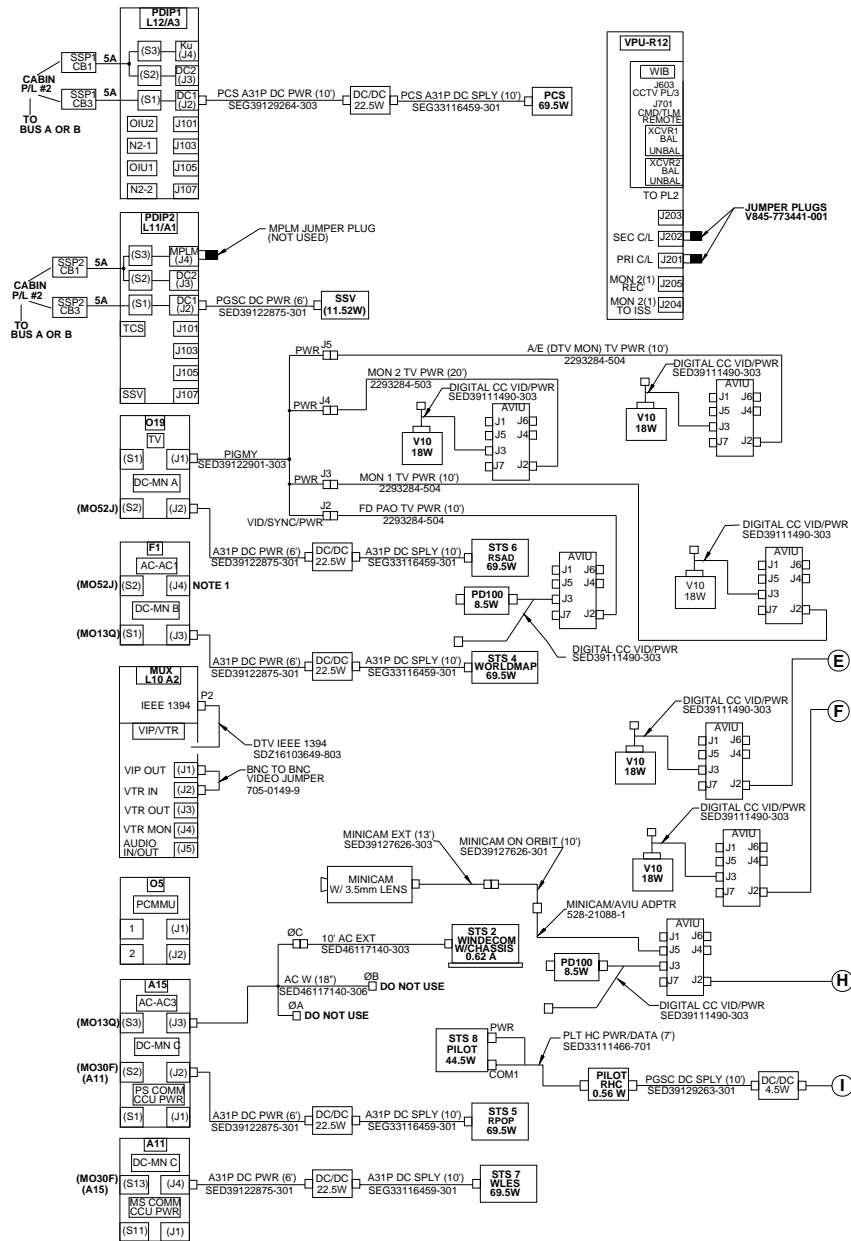 PDIP1
L12/A3
SSP1
CB1
5A
(S3)
Ku
(J4)
(S2)
DC2
(J3)
CABIN
P/L #2
SSP1
CB3
5A
(S1)
DC1
(J2)
PCS A31P DC PWR (10')
SEG39129264-303
DC/DC
22.5W
PCS A31P DC SPLY (10')
SEG33116459-301
PCS
69.5W
TO
BUS A OR B
OIU2
J101
N2-1
J103
OIU1
J105
N2-2
J107
VPU-R12
WIB
J603
CCTV PL/3
J701
CMD/TLM
REMOTE
XCVR1
BAL
UNBAL
XCVR2
BAL
UNBAL
TO PL2
J203
SEC C/L
J202
PRI C/L
J201
MON 2(1)
REC
J205
MON 2(1)
TO ISS
J204
JUMPER PLUGS
V845-773441-001
PDIP2
L11/A1
MPLM JUMPER PLUG
(NOT USED)
SSP2
CB1
5A
(S3)
MPLM
(J4)
(S2)
DC2
(J3)
CABIN
P/L #2
SSP2
CB3
5A
(S1)
DC1
(J2)
PGSC DC PWR (6')
SED39122875-301
SSV
(11.52W)
TO
BUS A OR B
TCS
J101
J103
J105
SSV
J107
PWR
J5
A/E (DTV MON) TV PWR (10')
2293284-504
MON 2 TV PWR (20')
2293284-503
PWR
J4
DIGITAL CC VID/PWR
SED39111490-303
V10
18W
AVIU
J1
J6
J5
J4
J3
J7
J2
DIGITAL CC VID/PWR
SED39111490-303
V10
18W
AVIU
J1
J6
J5
J4
J3
J7
J2
O19
TV
(S1)
(J1)
PIGMY
SED39122901-303
DC-MN A
(MO52J)
(S2)
(J2)
PWR
J3
MON 1 TV PWR (10')
2293284-504
J2
VID/SYNC/PWR
FD PAO TV PWR (10')
2293284-504
A31P DC PWR (6')
SED39122875-301
DC/DC
22.5W
A31P DC SPLY (10')
SEG33116459-301
STS 6
RSAD
69.5W
DIGITAL CC VID/PWR
SED39111490-303
V10
18W
AVIU
J1
J6
J5
J4
J3
J7
J2
F1
AC-AC1
(MO52J)
(S2)
(J4)
NOTE 1
DC-MN B
(MO13Q)
(S1)
(J3)
PD100
8.5W
AVIU
J1
J6
J5
J4
J3
J7
J2
DIGITAL CC VID/PWR
SED39111490-303
A31P DC PWR (6')
SED39122875-301
DC/DC
22.5W
A31P DC SPLY (10')
SEG33116459-301
STS 4
WORLDMAP
69.5W
E
F
MUX
L10 A2
IEEE 1394
P2
VIP/VTR
DTV IEEE 1394
SDZ16103649-803
VIP OUT
(J1)
BNC TO BNC
VIDEO JUMPER
705-0149-9
VTR IN
(J2)
VTR OUT
(J3)
VTR MON
(J4)
AUDIO
IN/OUT
(J5)
DIGITAL CC VID/PWR
SED39111490-303
V10
18W
AVIU
J1
J6
J5
J4
J3
J7
J2
DIGITAL CC VID/PWR
SED39111490-303
V10
18W
AVIU
J1
J6
J5
J4
J3
J7
J2
MINICAM EXT (13')
SED39127626-303
MINICAM ON ORBIT (10')
SED39127626-301
MINICAM
W/ 3.5mm LENS
MINICAM/AVIU ADPTR
528-21088-1
O5
PCMMU
1
(J1)
2
(J2)
ØC
10' AC EXT
SED46117140-303
STS 2
WINDECOM
W/CHASSIS
0.62 A
PD100
8.5W
AVIU
J1
J6
J5
J4
J3
J7
J2
H
DIGITAL CC VID/PWR
SED39111490-303
A15
AC-AC3
(MO13Q)
(S3)
(J3)
AC W (18")
SED46117140-306
ØB
DO NOT USE
ØA
DO NOT USE
DC-MN C
(MO30F)
(A11)
(S2)
(J2)
PS COMM
CCU PWR
(S1)
(J1)
STS 8
PILOT
44.5W
PWR
COM1
PLT HC PWR/DATA (7')
SED33111466-701
PILOT
RHC
0.56 W
PGSC DC SPLY (10')
SED39129263-301
DC/DC
4.5W
I
A31P DC PWR (6')
SED39122875-301
DC/DC
22.5W
A31P DC SPLY (10')
SEG33116459-301
STS 5
RPOP
69.5W
A11
DC-MN C
(MO30F)
(A15)
(S13)
(J4)
A31P DC PWR (6')
SED39122875-301
DC/DC
22.5W
A31P DC SPLY (10')
SEG33116459-301
STS 7
WLES
69.5W
MS COMM
CCU PWR
(S11)
(J1)